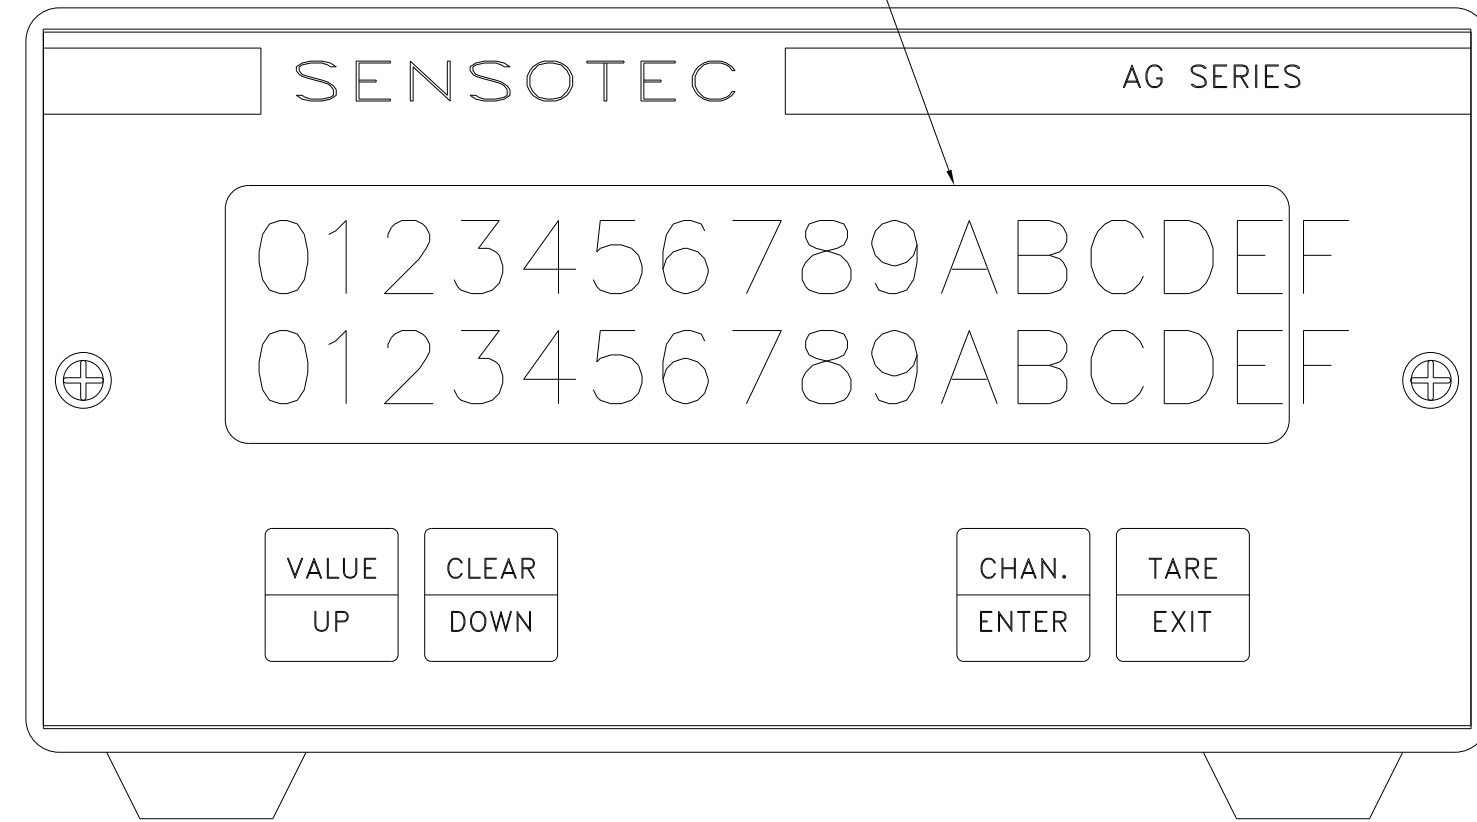 SENSOTEC
AG SERIES
0123456789ABCDEF
0123456789ABCDEF
VALUE
UP
CLEAR
DOWN
CHAN.
ENTER
TARE
EXIT